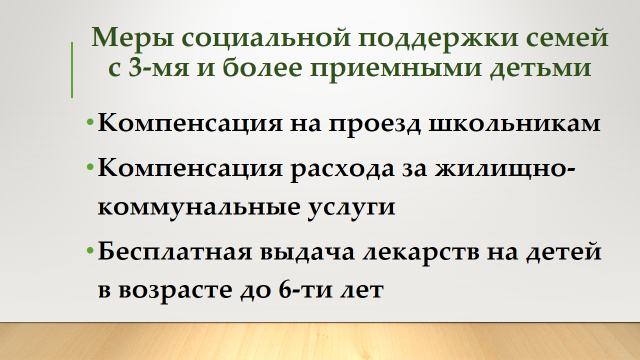 Меры социальной поддержки семей
с 3-мя и более приемными детьми
•Компенсация на проезд школьникам
•Компенсация расхода за жилищно-
коммунальные услуги
•Бесплатная выдача лекарств на детей
в возрасте до 6-ти лет